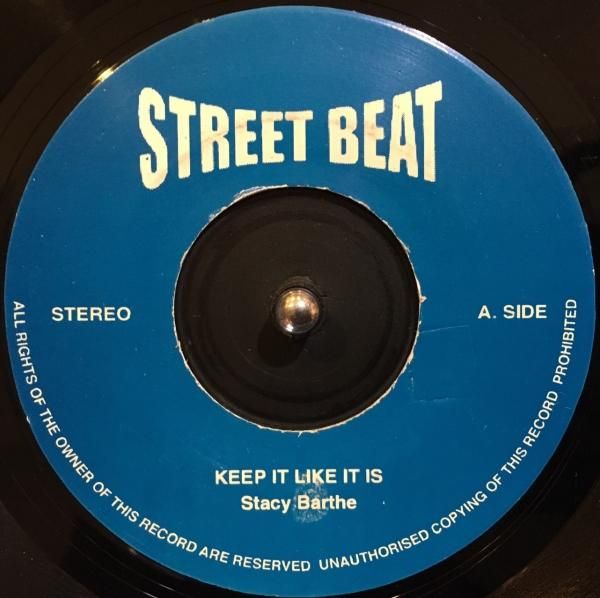 STREET BEAT
STEREO
A. SIDE
KEEP IT LIKE IT IS
Stacy Barthe
ALL RIGHTS OF THE OWNER OF THIS RECORD ARE RESERVED UNAUTHORISED COPYING OF THIS RECORD PROHIBITED